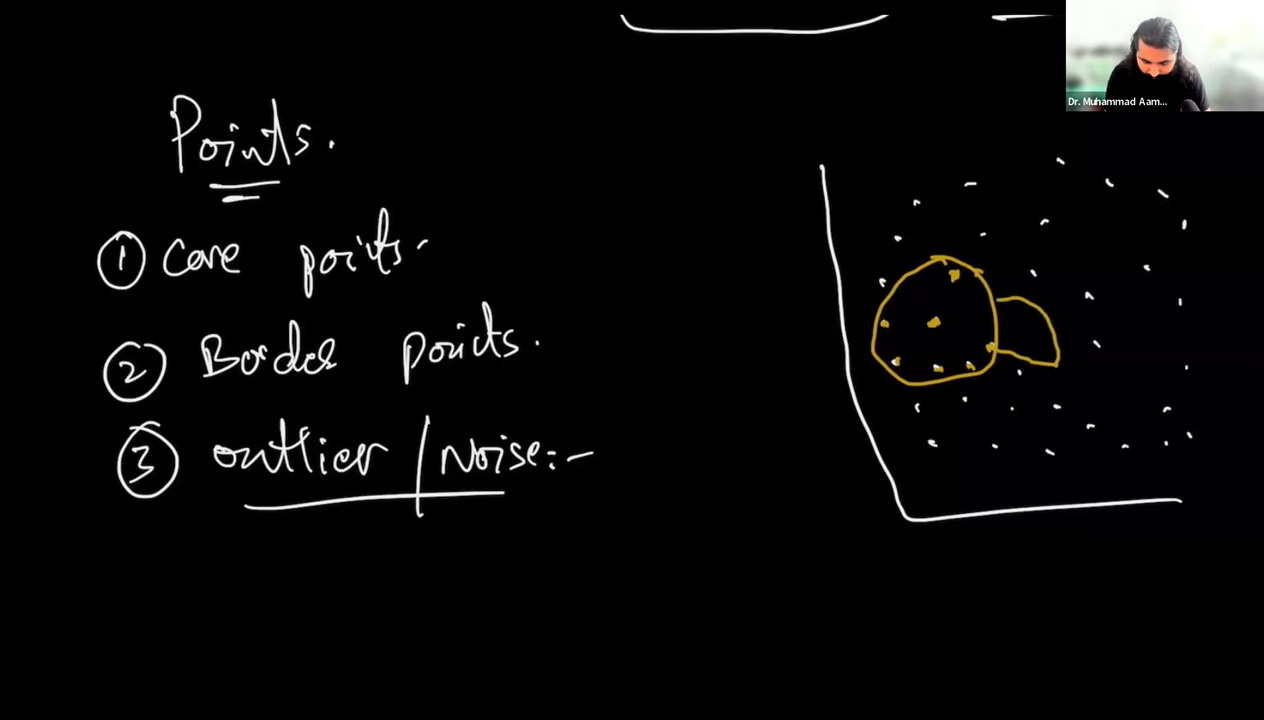 Points.
① Core points.
② Border points.
③ outlier / Noise:-
Dr. Muhammad Aam...